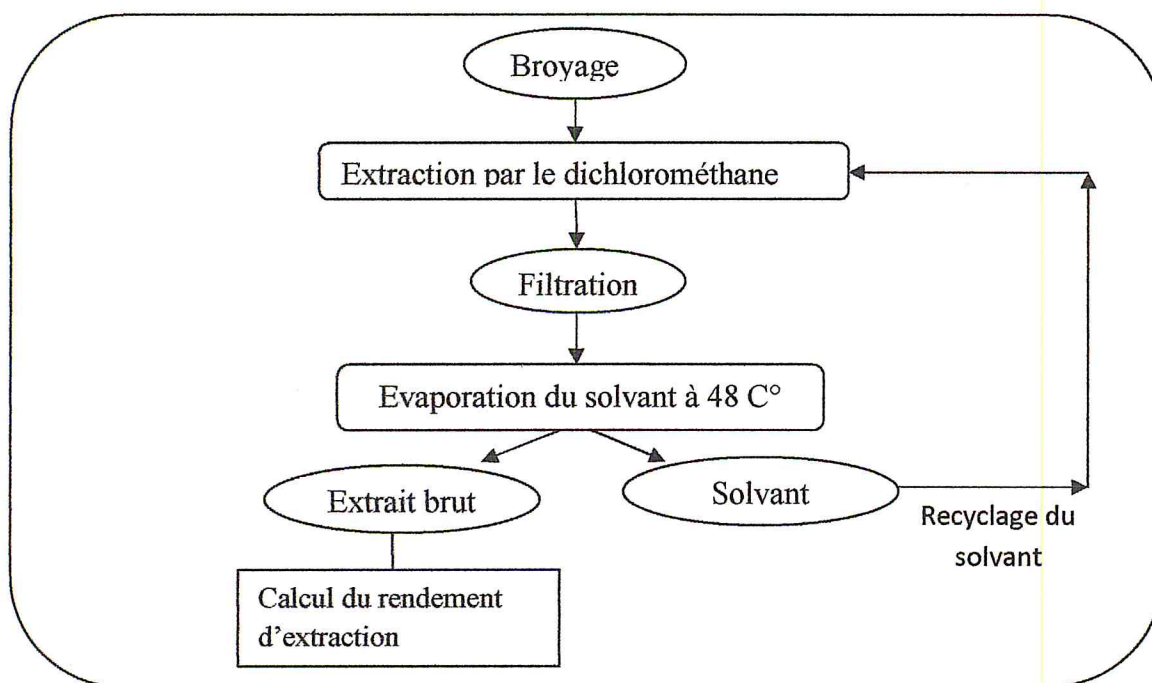 Broyage
Extraction par le dichlorométhane
Filtration
Evaporation du solvant à 48 C°
Extrait brut
Solvant
Recyclage du
solvant
Calcul du rendement
d'extraction